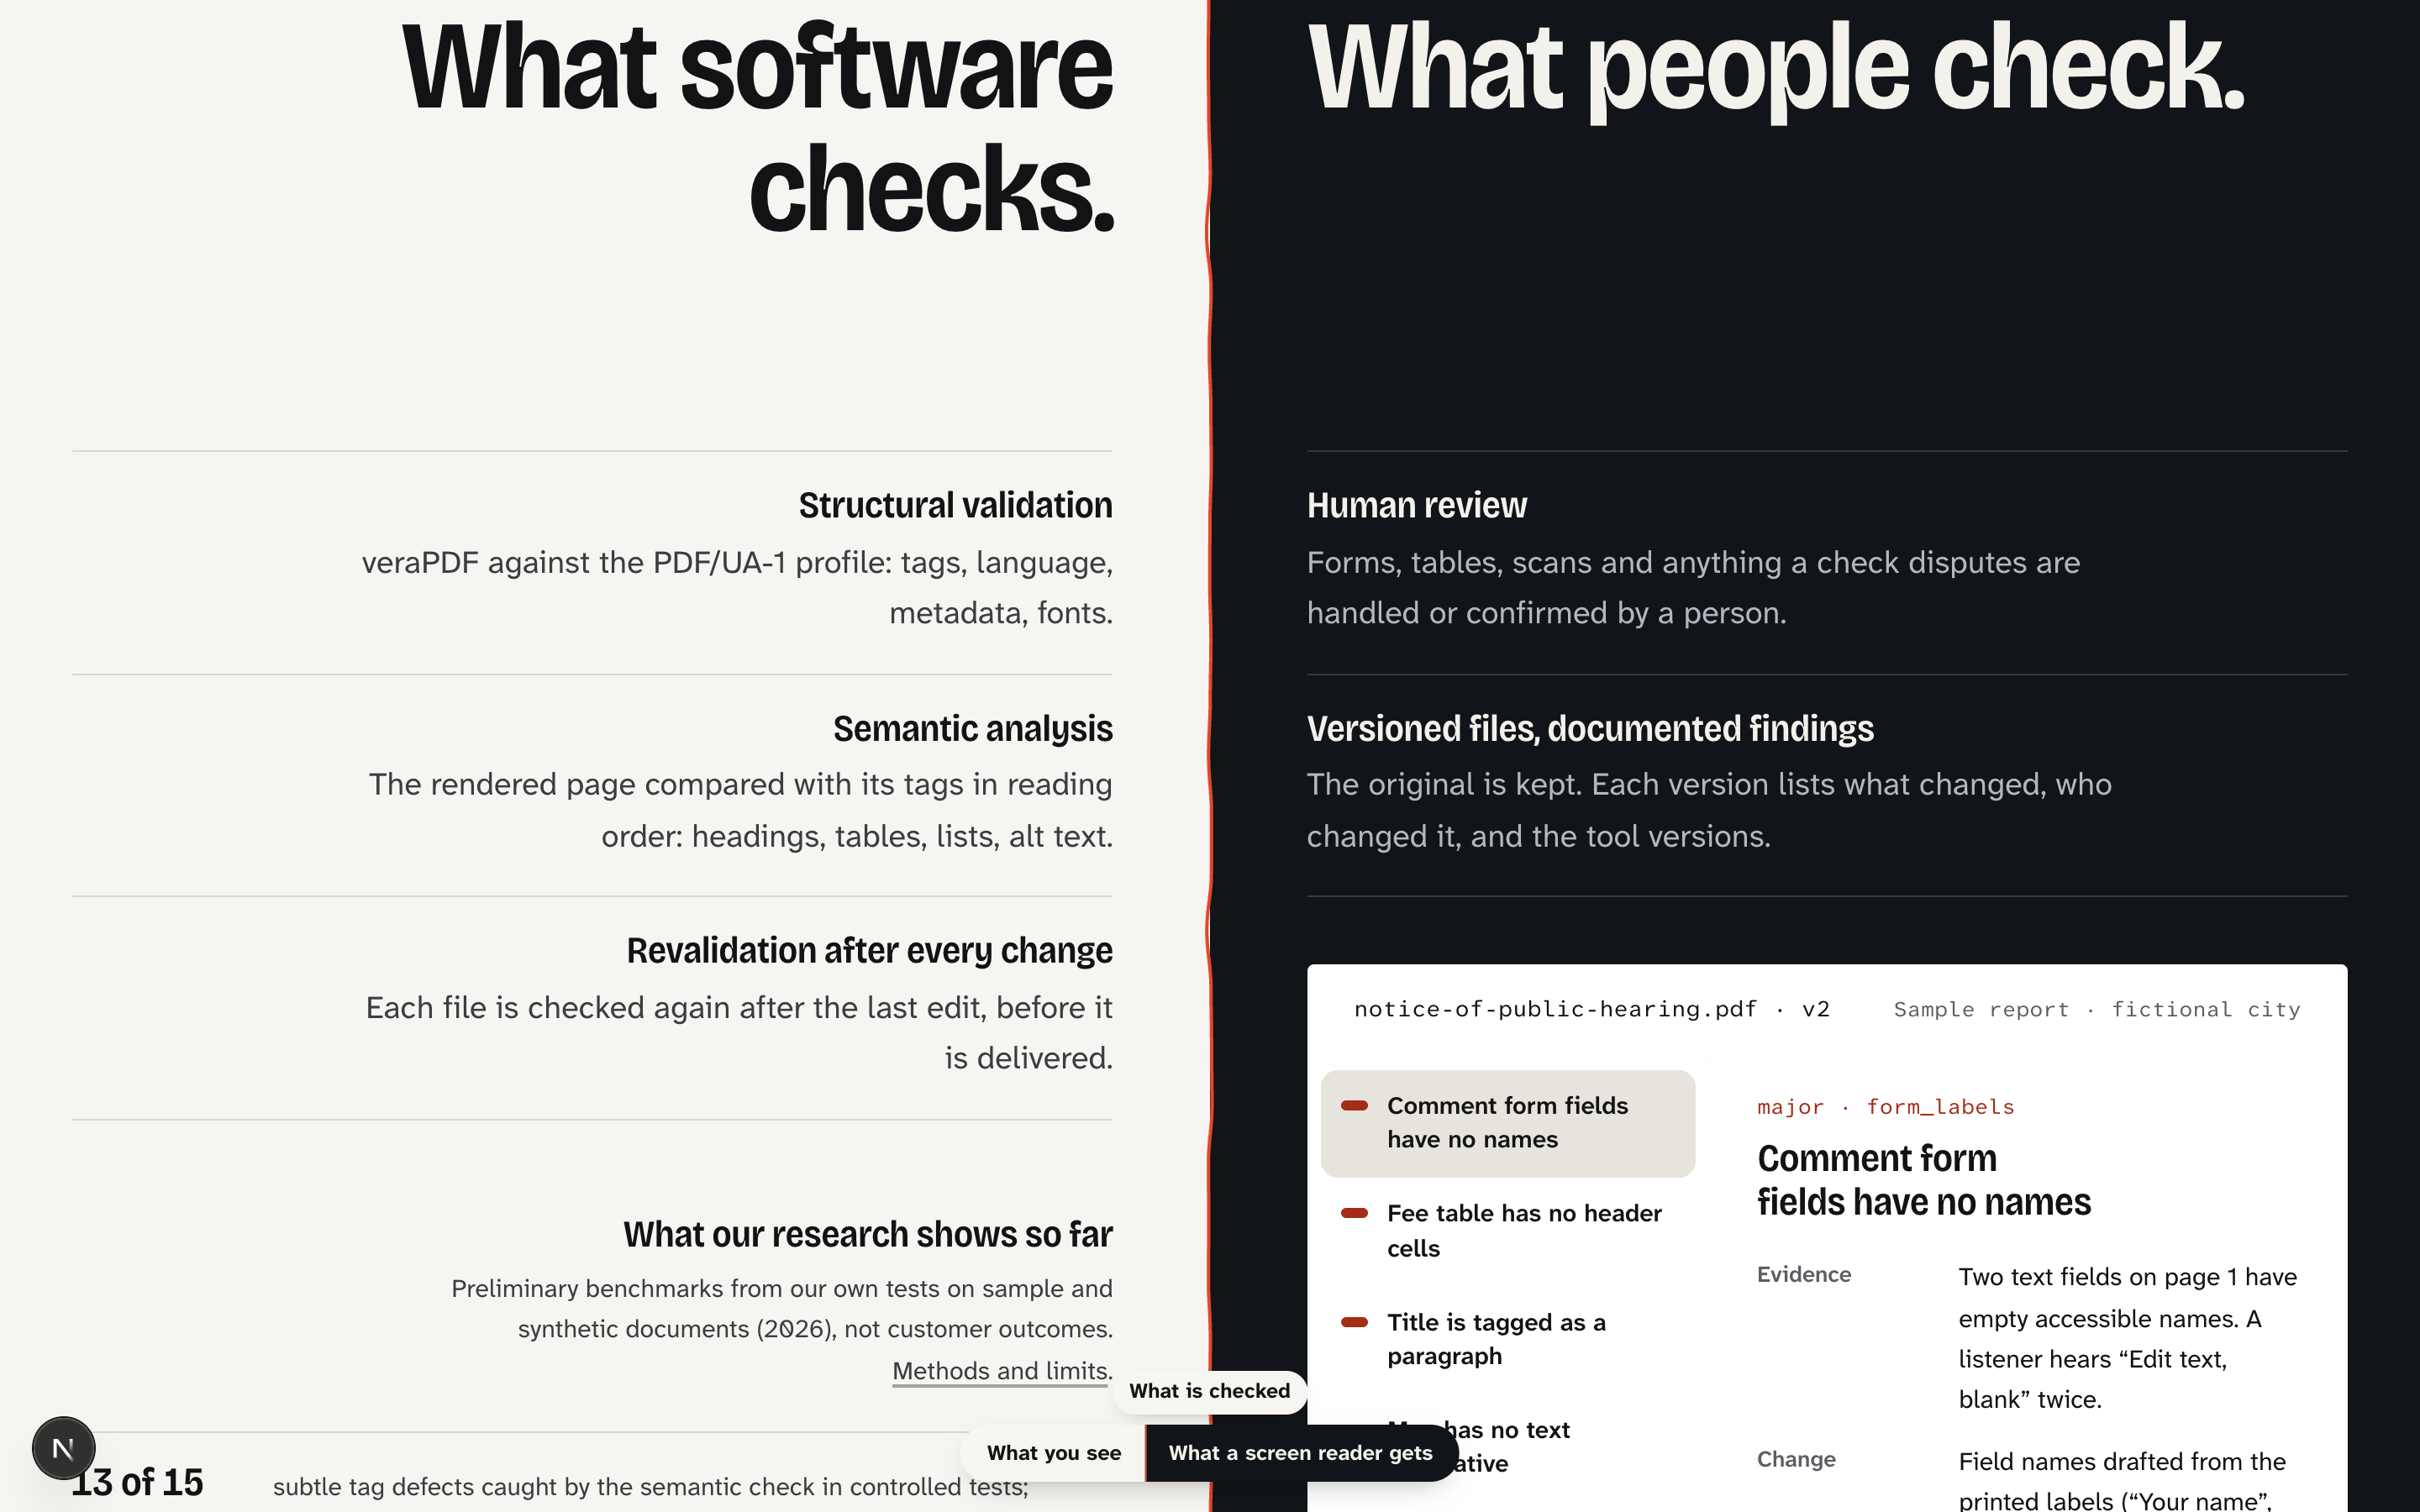 What software
checks.
Structural validation
veraPDF against the PDF/UA-1 profile: tags, language,
metadata, fonts.
Semantic analysis
The rendered page compared with its tags in reading
order: headings, tables, lists, alt text.
Revalidation after every change
Each file is checked again after the last edit, before it
is delivered.
What our research shows so far
Preliminary benchmarks from our own tests on sample and
synthetic documents (2026), not customer outcomes.
Methods and limits.
13 of 15
subtle tag defects caught by the semantic check in controlled tests;
What people check.
Human review
Forms, tables, scans and anything a check disputes are
handled or confirmed by a person.
Versioned files, documented findings
The original is kept. Each version lists what changed, who
changed it, and the tool versions.
notice-of-public-hearing.pdf · v2
Sample report · fictional city
Comment form fields
have no names
Fee table has no header
cells
Title is tagged as a
paragraph
has no text
major · form_labels
Comment form
fields have no names
Evidence
Two text fields on page 1 have
empty accessible names. A
listener hears “Edit text,
blank” twice.
Change
Field names drafted from the
printed labels (“Your name”,
What is checked
What you see
What a screen reader gets
N